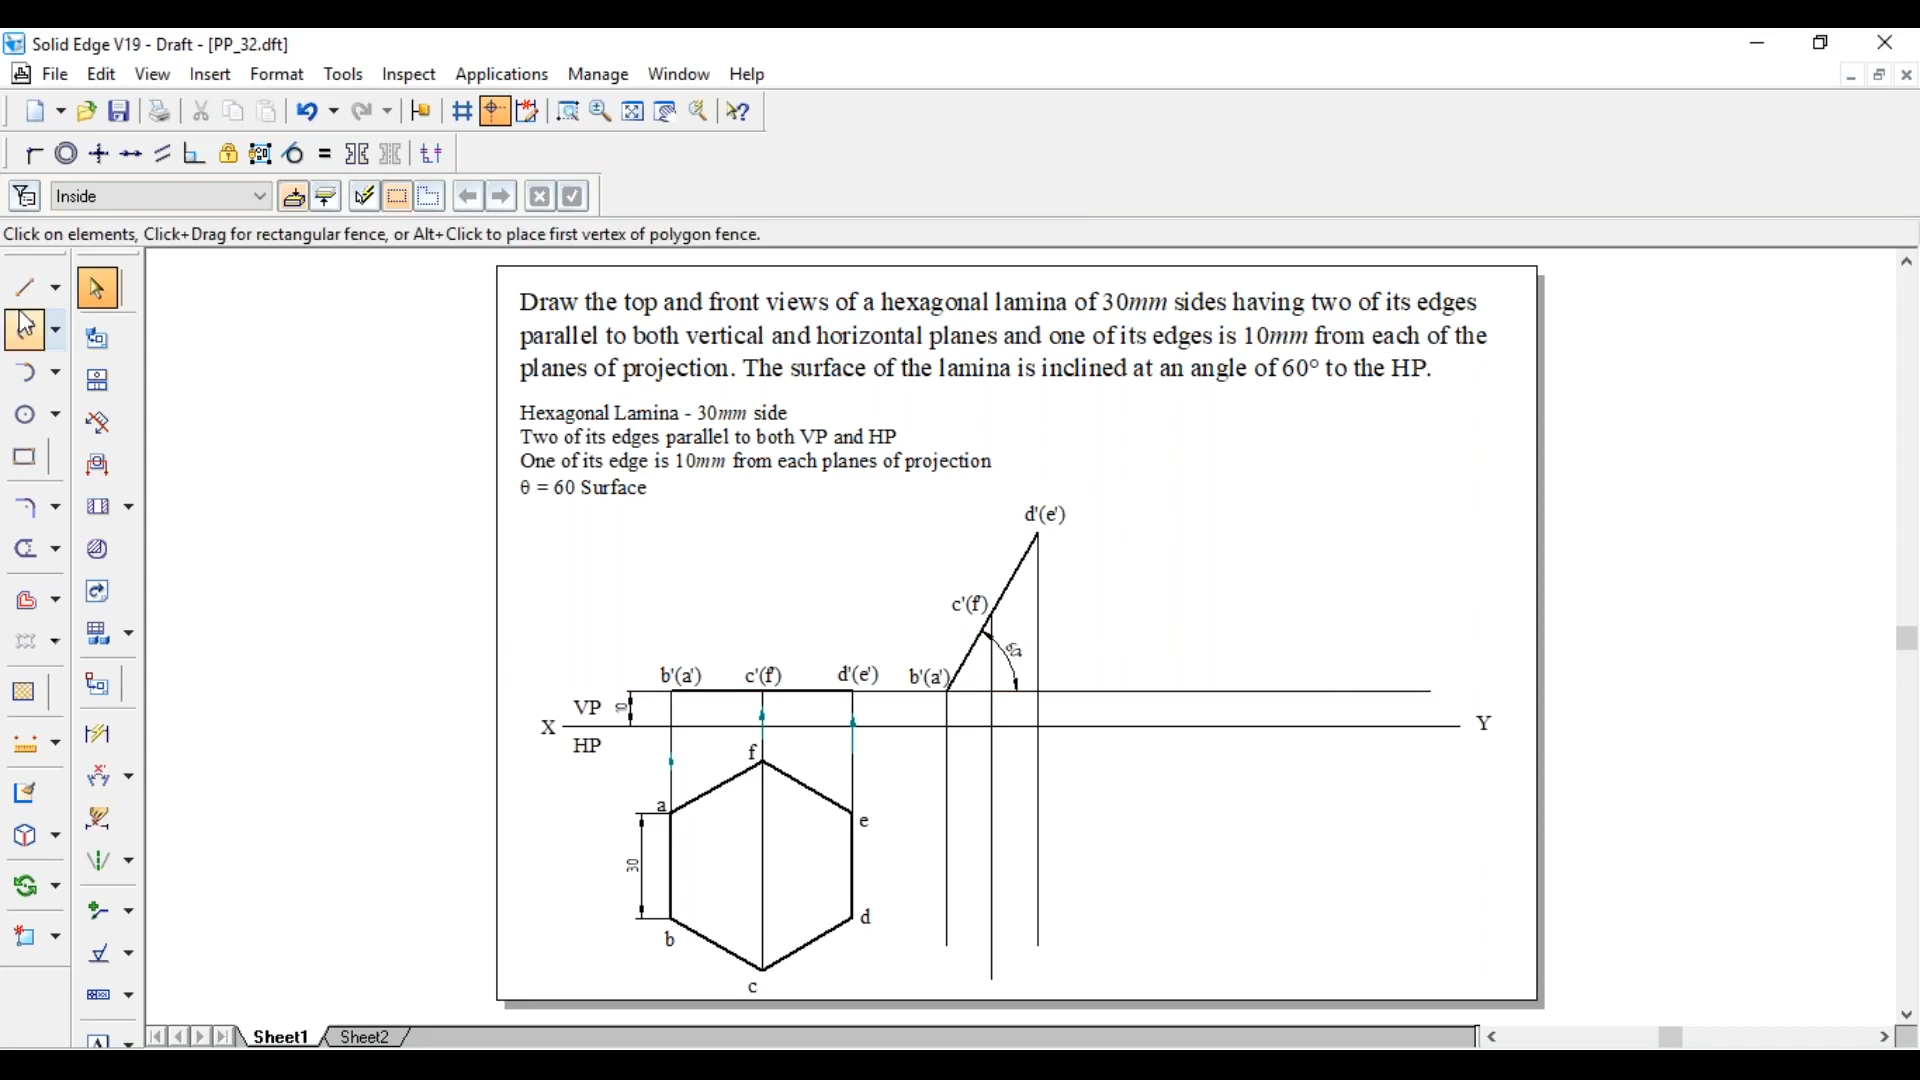 Solid Edge V19 - Draft - [PP_32.dft]
File Edit View Insert Format Tools Inspect Applications Manage Window Help
Inside
Click on elements, Click+Drag for rectangular fence, or Alt+Click to place first vertex of polygon fence.
Draw the top and front views of a hexagonal lamina of 30mm sides having two of its edges
parallel to both vertical and horizontal planes and one of its edges is 10mm from each of the
planes of projection. The surface of the lamina is inclined at an angle of 60° to the HP.
Hexagonal Lamina - 30mm side
Two of its edges parallel to both VP and HP
One of its edge is 10mm from each planes of projection
θ = 60 Surface
d'(e')
c'(f')
b'(a') c'(f') d'(e') b'(a')
VP
X Y
HP
f
a
e
30
d
b
c
Sheet1 Sheet2